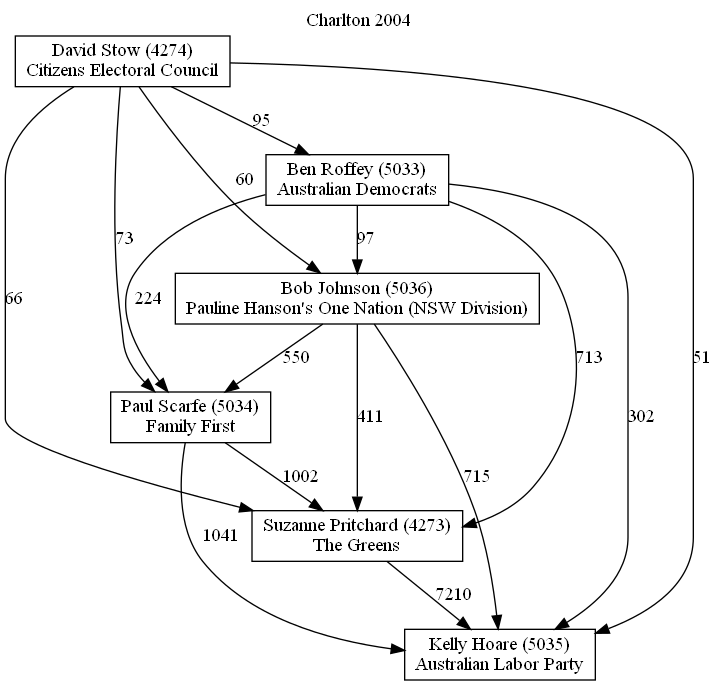 Charlton 2004
David Stow (4274)
Citizens Electoral Council
95
Ben Roffey (5033)
Australian Democrats
60
73
97
Bob Johnson (5036)
Pauline Hanson's One Nation (NSW Division)
66
224
550
713
51
Paul Scarfe (5034)
Family First
411
302
1002
715
Suzanne Pritchard (4273)
The Greens
1041
7210
Kelly Hoare (5035)
Australian Labor Party